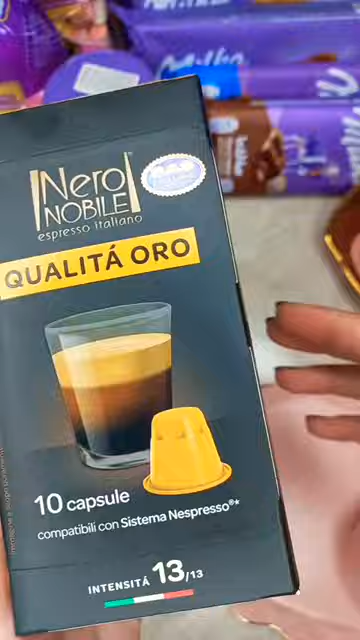 Milka
Nero
NOBILE
espresso italiano
QUALITÁ ORO
10 capsule
compatibili con Sistema Nespresso®*
INTENSITÁ 13/13